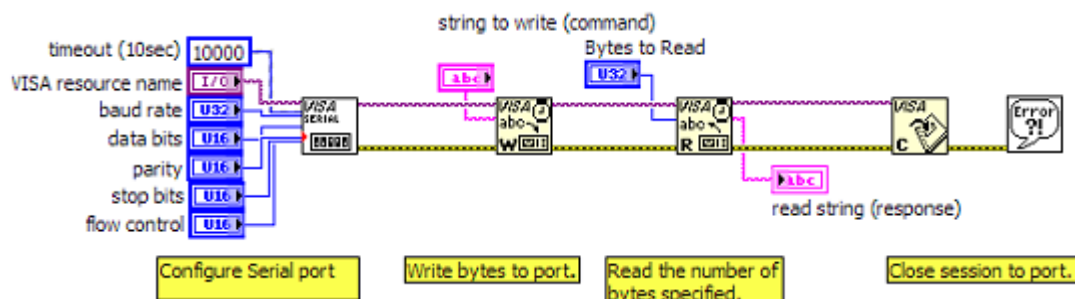 string to write (command)
timeout (10sec) 10000
Bytes to Read
VISA resource name I/O
abc
U32
baud rate U32
VISA
SERIAL
VISA
abc
W
VISA
abc
R
VISA
C
Error
?!
data bits U16
parity U16
abc
stop bits U16
read string (response)
flow control U16
Configure Serial port
Write bytes to port.
Read the number of
bytes specified.
Close session to port.